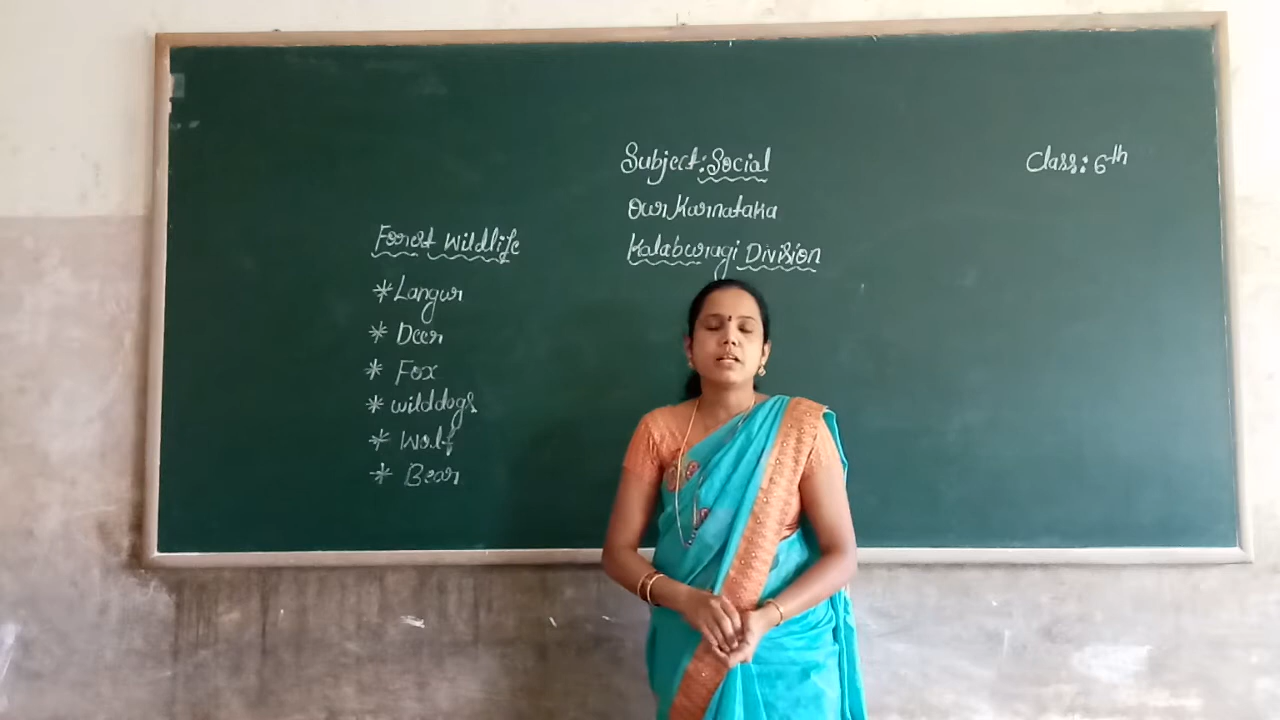 Subject: Social
Class: 6th
Our Karnataka
Kalaburagi Division
Forest Wildlife
* Langur
* Deer
* Fox
* wilddogs
* Wolf
* Bear